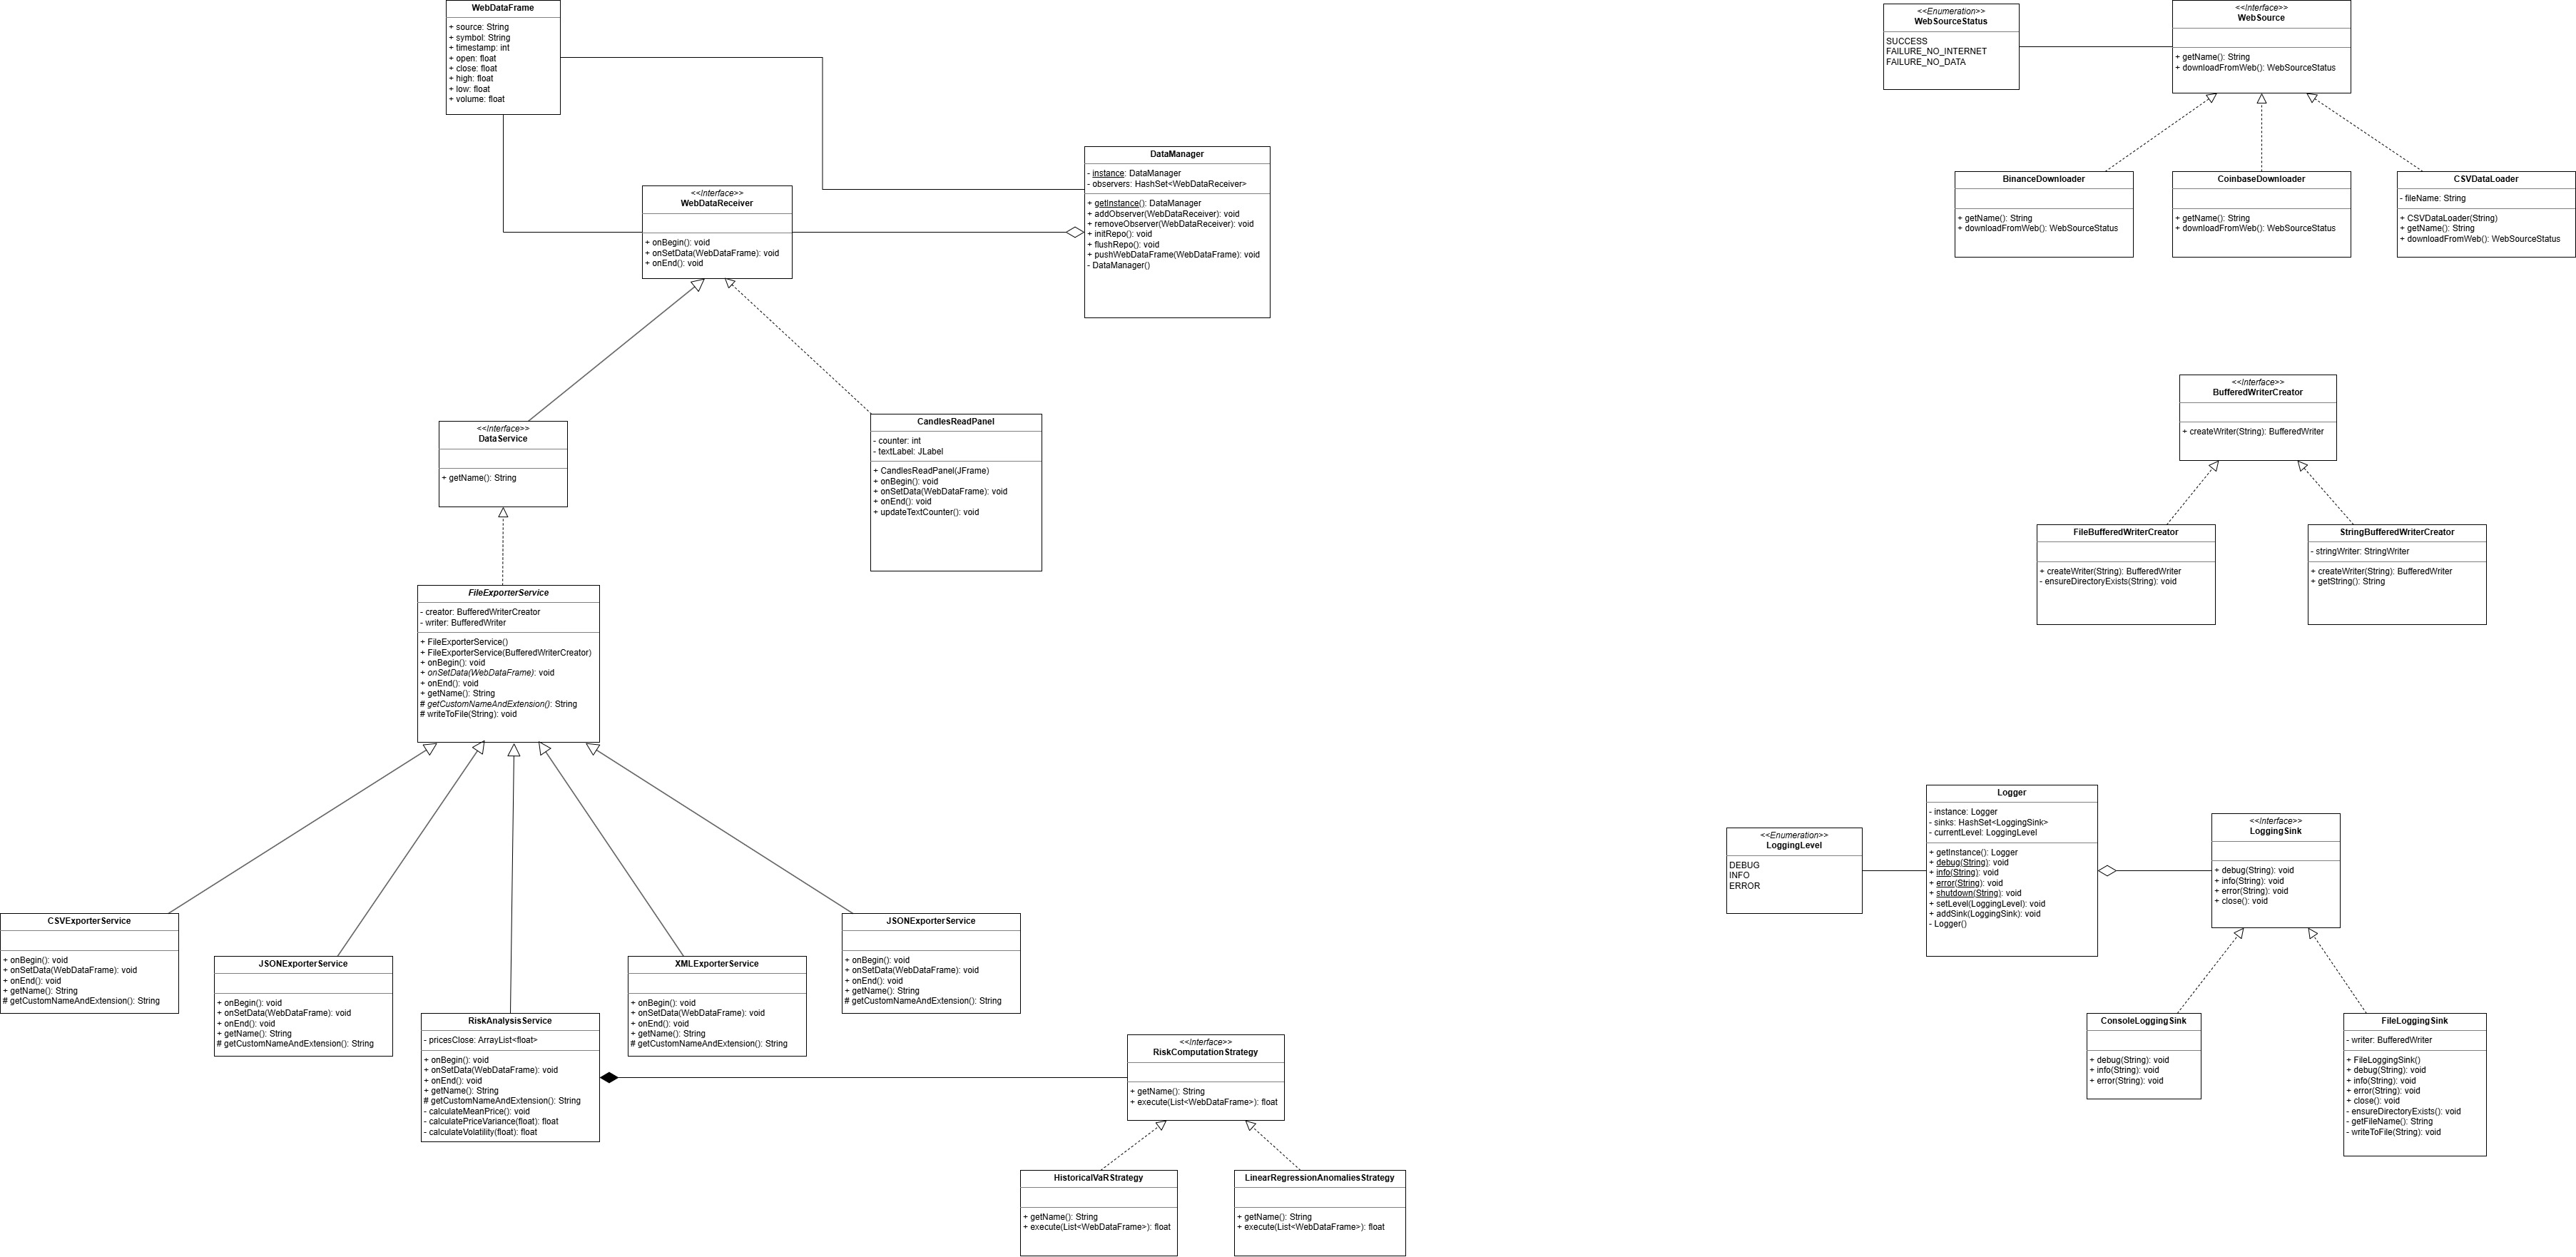 WebDataFrame
+ source: String
+ symbol: String
+ timestamp: int
+ open: float
+ close: float
+ high: float
+ low: float
+ volume: float
<<Interface>>
WebDataReceiver
+ onBegin(): void
+ onSetData(WebDataFrame): void
+ onEnd(): void
DataManager
- instance: DataManager
- observers: HashSet<WebDataReceiver>
+ getInstance(): DataManager
+ addObserver(WebDataReceiver): void
+ removeObserver(WebDataReceiver): void
+ initRepo(): void
+ flushRepo(): void
+ pushWebDataFrame(WebDataFrame): void
- DataManager()
<<Interface>>
DataService
+ getName(): String
CandlesReadPanel
- counter: int
- textLabel: JLabel
+ CandlesReadPanel(JFrame)
+ onBegin(): void
+ onSetData(WebDataFrame): void
+ onEnd(): void
+ updateTextCounter(): void
FileExporterService
- creator: BufferedWriterCreator
- writer: BufferedWriter
+ FileExporterService()
+ FileExporterService(BufferedWriterCreator)
+ onBegin(): void
+ onSetData(WebDataFrame): void
+ onEnd(): void
+ getName(): String
# getCustomNameAndExtension(): String
# writeToFile(String): void
CSVExporterService
+ onBegin(): void
+ onSetData(WebDataFrame): void
+ onEnd(): void
+ getName(): String
# getCustomNameAndExtension(): String
JSONExporterService
+ onBegin(): void
+ onSetData(WebDataFrame): void
+ onEnd(): void
+ getName(): String
# getCustomNameAndExtension(): String
RiskAnalysisService
- pricesClose: ArrayList<float>
+ onBegin(): void
+ onSetData(WebDataFrame): void
+ onEnd(): void
+ getName(): String
# getCustomNameAndExtension(): String
- calculateMeanPrice(): void
- calculatePriceVariance(float): float
- calculateVolatility(float): float
XMLExporterService
+ onBegin(): void
+ onSetData(WebDataFrame): void
+ onEnd(): void
+ getName(): String
# getCustomNameAndExtension(): String
JSONExporterService
+ onBegin(): void
+ onSetData(WebDataFrame): void
+ onEnd(): void
+ getName(): String
# getCustomNameAndExtension(): String
<<Interface>>
RiskComputationStrategy
+ getName(): String
+ execute(List<WebDataFrame>): float
HistoricalVaRStrategy
+ getName(): String
+ execute(List<WebDataFrame>): float
LinearRegressionAnomaliesStrategy
+ getName(): String
+ execute(List<WebDataFrame>): float
<<Enumeration>>
WebSourceStatus
SUCCESS
FAILURE_NO_INTERNET
FAILURE_NO_DATA
<<Interface>>
WebSource
+ getName(): String
+ downloadFromWeb(): WebSourceStatus
BinanceDownloader
+ getName(): String
+ downloadFromWeb(): WebSourceStatus
CoinbaseDownloader
+ getName(): String
+ downloadFromWeb(): WebSourceStatus
CSVDataLoader
- fileName: String
+ CSVDataLoader(String)
+ getName(): String
+ downloadFromWeb(): WebSourceStatus
<<Interface>>
BufferedWriterCreator
+ createWriter(String): BufferedWriter
FileBufferedWriterCreator
+ createWriter(String): BufferedWriter
- ensureDirectoryExists(String): void
StringBufferedWriterCreator
- stringWriter: StringWriter
+ createWriter(String): BufferedWriter
+ getString(): String
<<Enumeration>>
LoggingLevel
DEBUG
INFO
ERROR
Logger
- instance: Logger
- sinks: HashSet<LoggingSink>
- currentLevel: LoggingLevel
+ getInstance(): Logger
+ debug(String): void
+ info(String): void
+ error(String): void
+ shutdown(String): void
+ setLevel(LoggingLevel): void
+ addSink(LoggingSink): void
- Logger()
<<Interface>>
LoggingSink
+ debug(String): void
+ info(String): void
+ error(String): void
+ close(): void
ConsoleLoggingSink
+ debug(String): void
+ info(String): void
+ error(String): void
FileLoggingSink
- writer: BufferedWriter
+ FileLoggingSink()
+ debug(String): void
+ info(String): void
+ error(String): void
+ close(): void
- ensureDirectoryExists(): void
- getFileName(): String
- writeToFile(String): void